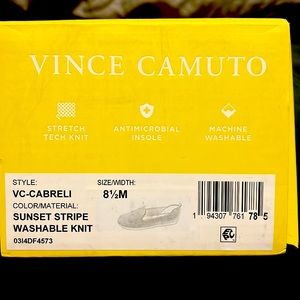 VINCE CAMUTO
STRETCH
TECH KNIT
ANTIMICROBIAL
INSOLE
MACHINE
WASHABLE
STYLE:
VC-CABRELI
SIZE/WIDTH:
8½M
COLOR/MATERIAL:
SUNSET STRIPE
WASHABLE KNIT
03I4DF4573
1 94307 761 78 5